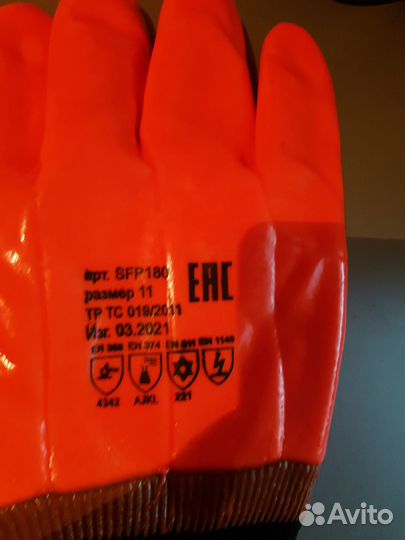 арт. SFP180
размер 11
ТР ТС 019/2011
Изг. 03.2021
EAC
EN 388 EN 374 EN 511 EN 1149
4342 AJKL 221
Avito